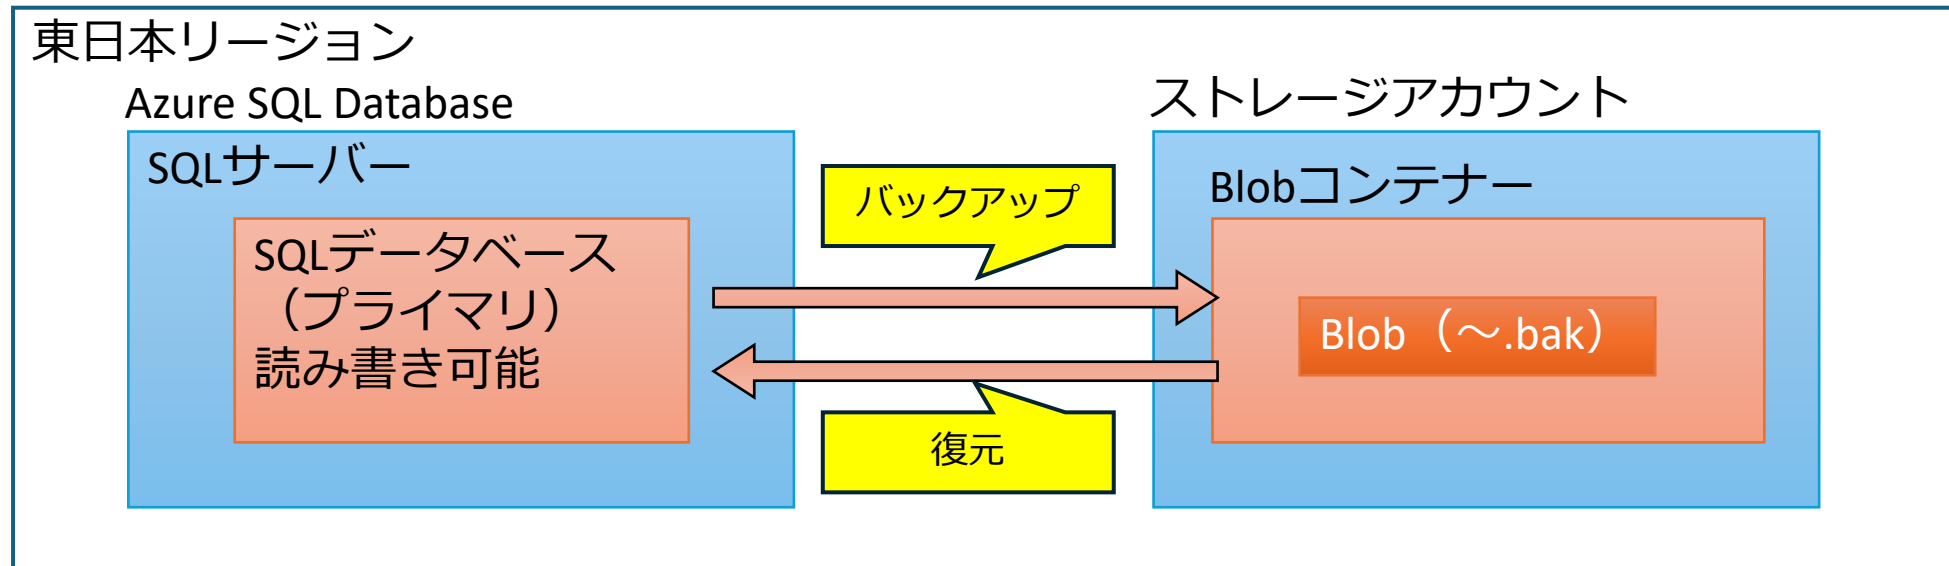 東日本リージョン
Azure SQL Database
ストレージアカウント
SQLサーバー
バックアップ
Blobコンテナー
SQLデータベース
（プライマリ）
読み書き可能
Blob（～.bak）
復元